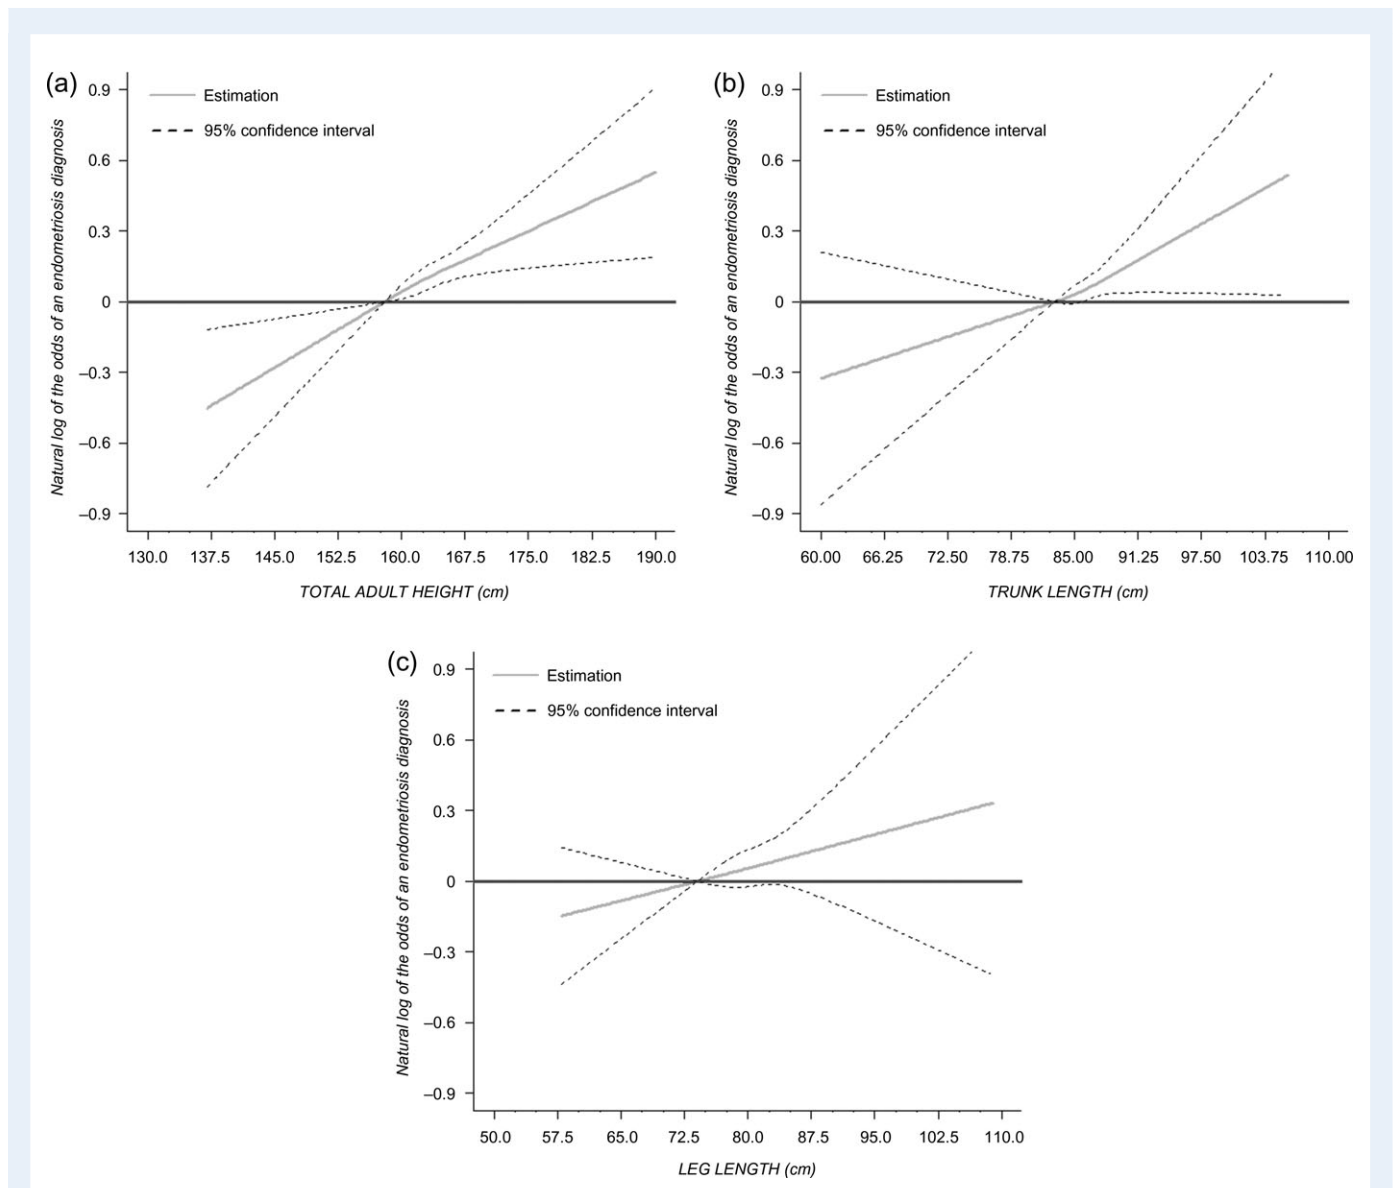 (a)
Estimation
95% confidence interval
Natural log of the odds of an endometriosis diagnosis
0.9
0.6
0.3
0
–0.3
–0.6
–0.9
130.0 137.5 145.0 152.5 160.0 167.5 175.0 182.5 190.0
TOTAL ADULT HEIGHT (cm)
(b)
Estimation
95% confidence interval
Natural log of the odds of an endometriosis diagnosis
0.9
0.6
0.3
0
–0.3
–0.6
–0.9
60.00 66.25 72.50 78.75 85.00 91.25 97.50 103.75 110.00
TRUNK LENGTH (cm)
(c)
Estimation
95% confidence interval
Natural log of the odds of an endometriosis diagnosis
0.9
0.6
0.3
0
–0.3
–0.6
–0.9
50.0 57.5 65.0 72.5 80.0 87.5 95.0 102.5 110.0
LEG LENGTH (cm)